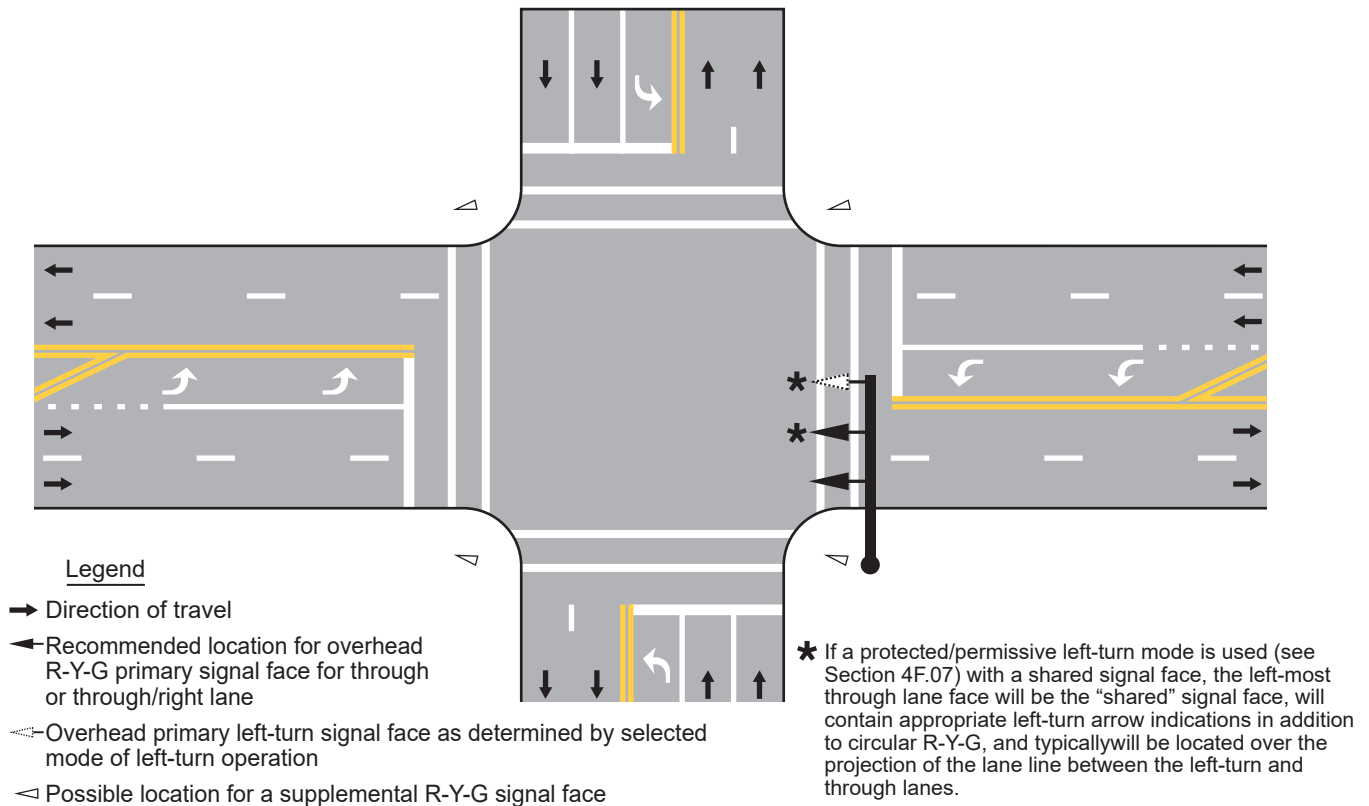 Legend
Direction of travel
Recommended location for overhead
R-Y-G primary signal face for through
or through/right lane
Overhead primary left-turn signal face as determined by selected
mode of left-turn operation
Possible location for a supplemental R-Y-G signal face
* If a protected/permissive left-turn mode is used (see
Section 4F.07) with a shared signal face, the left-most
through lane face will be the “shared” signal face, will
contain appropriate left-turn arrow indications in addition
to circular R-Y-G, and typicallywill be located over the
projection of the lane line between the left-turn and
through lanes.
*
*